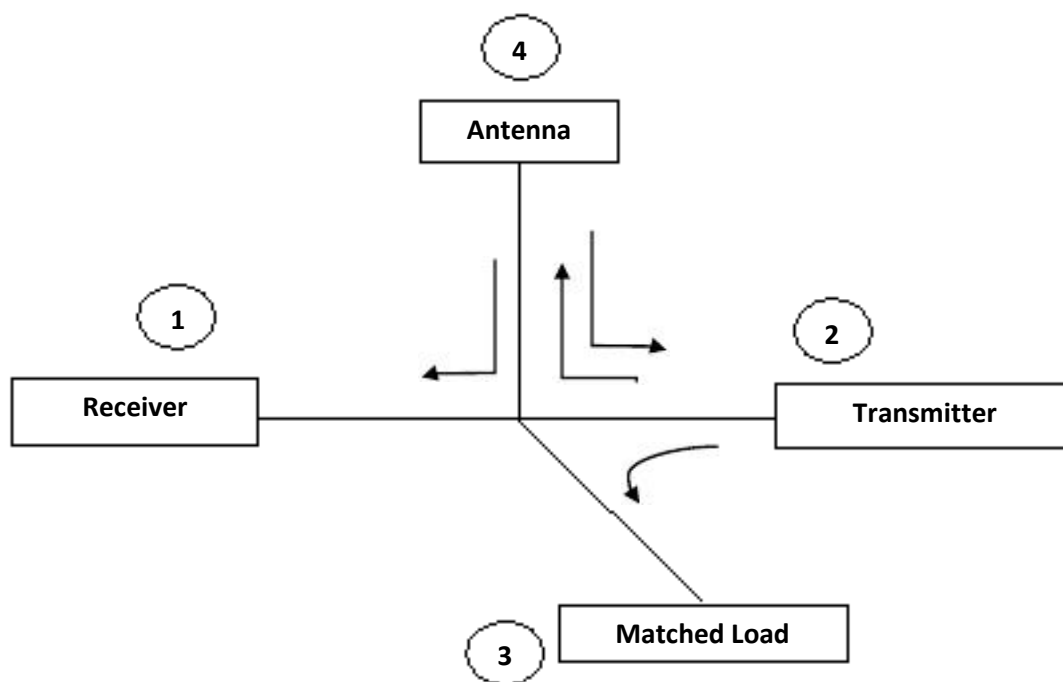 4
Antenna
1
2
Receiver
Transmitter
Matched Load
3